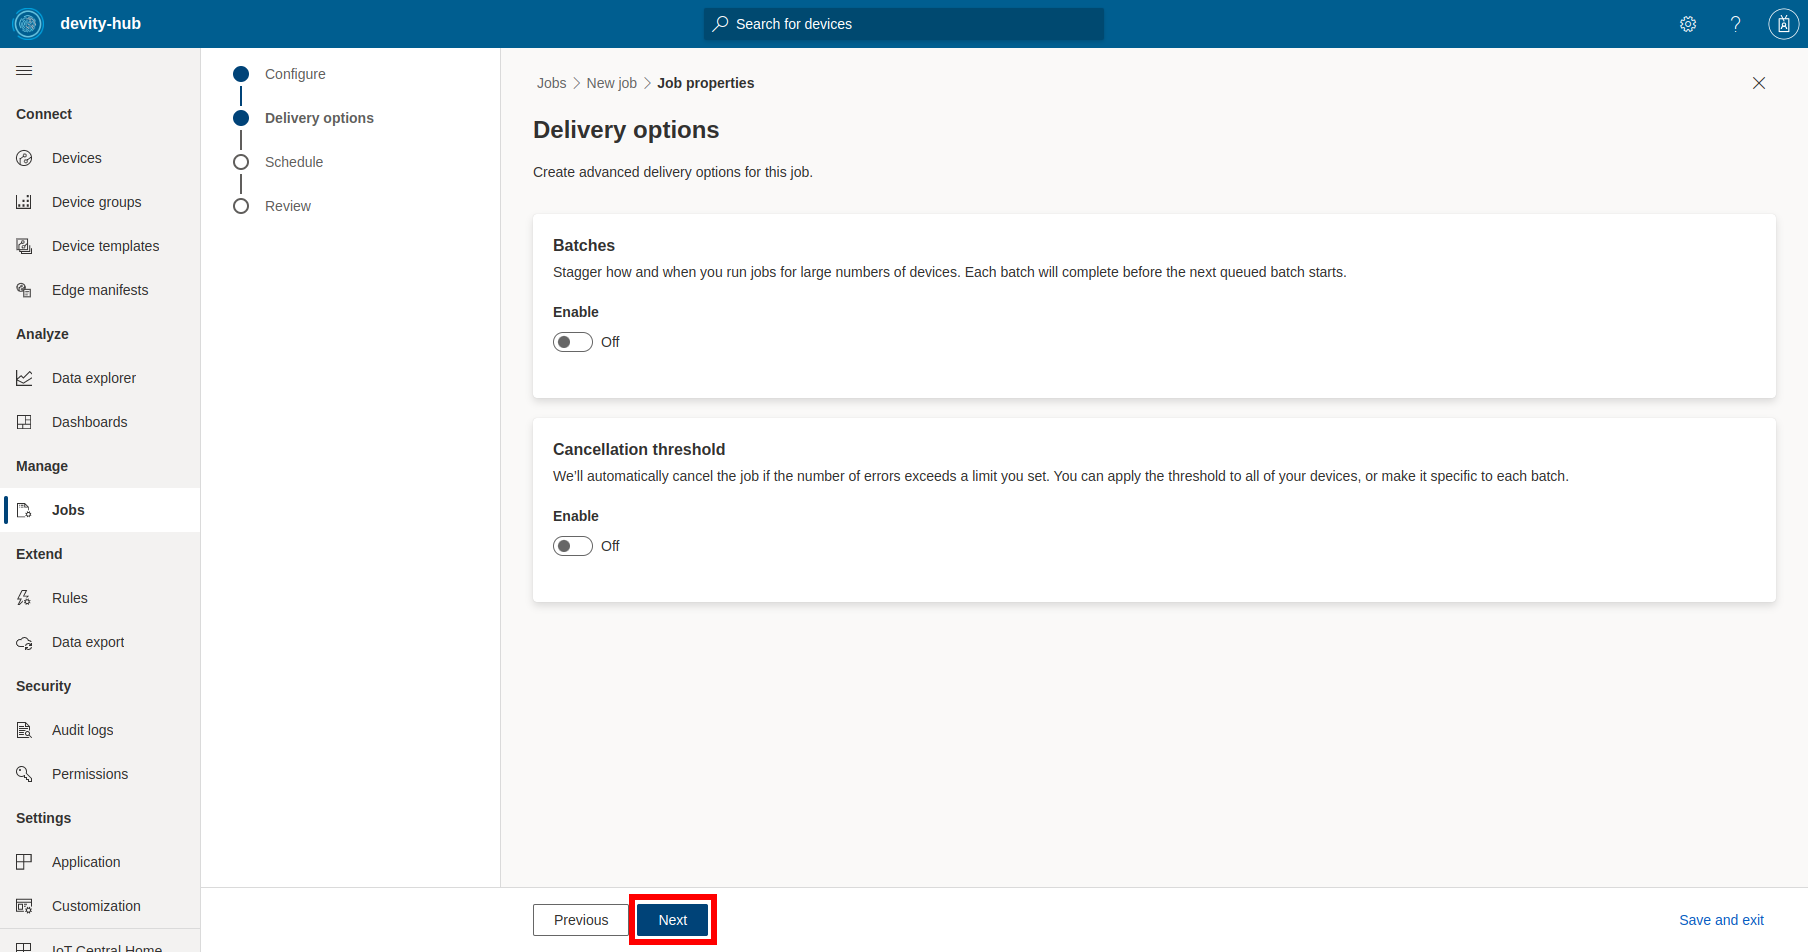 devity-hub
Search for devices
Connect
Devices
Device groups
Device templates
Edge manifests
Analyze
Data explorer
Dashboards
Manage
Jobs
Extend
Rules
Data export
Security
Audit logs
Permissions
Settings
Application
Customization
IoT Central Home
Configure
Delivery options
Schedule
Review
Jobs > New job > Job properties
Delivery options
Create advanced delivery options for this job.
Batches
Stagger how and when you run jobs for large numbers of devices. Each batch will complete before the next queued batch starts.
Enable
Off
Cancellation threshold
We’ll automatically cancel the job if the number of errors exceeds a limit you set. You can apply the threshold to all of your devices, or make it specific to each batch.
Enable
Off
Previous
Next
Save and exit